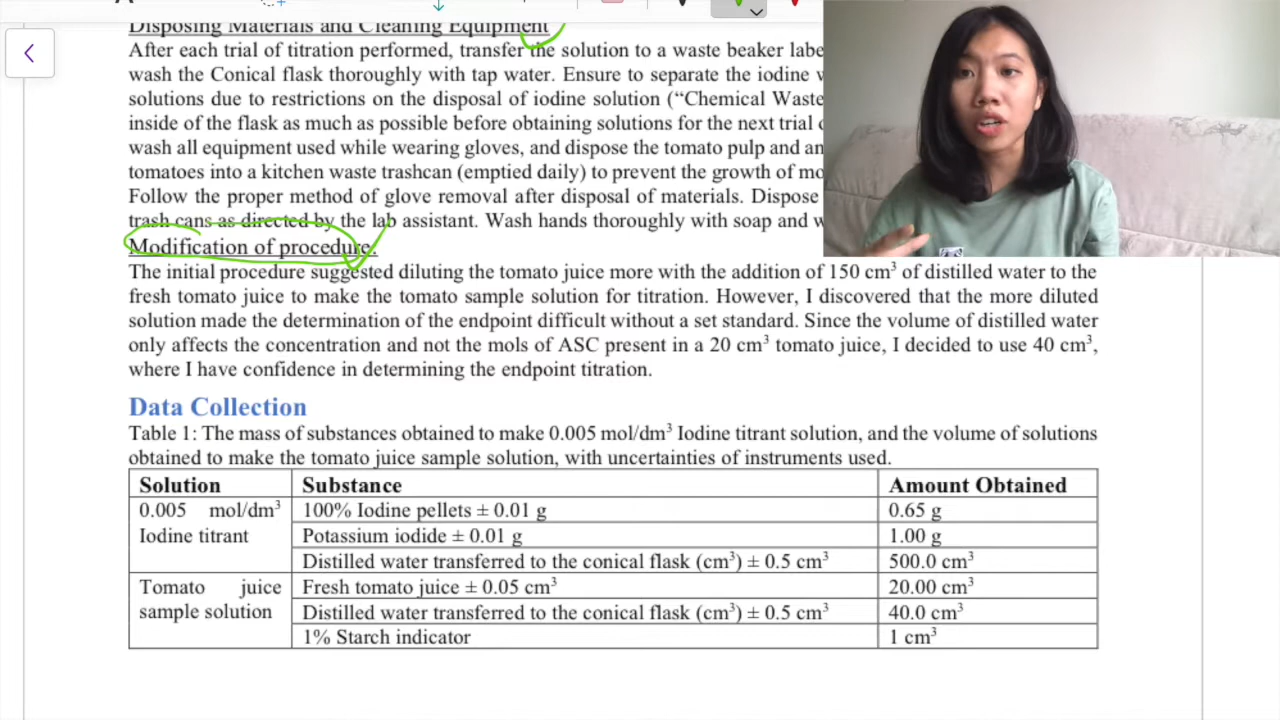 Disposing Materials and Cleaning Equipment
After each trial of titration performed, transfer the solution to a waste beaker labe
wash the Conical flask thoroughly with tap water. Ensure to separate the iodine
solutions due to restrictions on the disposal of iodine solution (“Chemical Waste
inside of the flask as much as possible before obtaining solutions for the next trial
wash all equipment used while wearing gloves, and dispose the tomato pulp and an
tomatoes into a kitchen waste trashcan (emptied daily) to prevent the growth of mo
Follow the proper method of glove removal after disposal of materials. Dispose
trash cans as directed by the lab assistant. Wash hands thoroughly with soap and w
Modification of procedure:
The initial procedure suggested diluting the tomato juice more with the addition of 150 cm³ of distilled water to the
fresh tomato juice to make the tomato sample solution for titration. However, I discovered that the more diluted
solution made the determination of the endpoint difficult without a set standard. Since the volume of distilled water
only affects the concentration and not the mols of ASC present in a 20 cm³ tomato juice, I decided to use 40 cm³,
where I have confidence in determining the endpoint titration.
Data Collection
Table 1: The mass of substances obtained to make 0.005 mol/dm³ Iodine titrant solution, and the volume of solutions
obtained to make the tomato juice sample solution, with uncertainties of instruments used.
Solution Substance Amount Obtained
0.005 mol/dm³ 100% Iodine pellets ± 0.01 g 0.65 g
Iodine titrant Potassium iodide ± 0.01 g 1.00 g
Distilled water transferred to the conical flask (cm³) ± 0.5 cm³ 500.0 cm³
Tomato juice Fresh tomato juice ± 0.05 cm³ 20.00 cm³
sample solution Distilled water transferred to the conical flask (cm³) ± 0.5 cm³ 40.0 cm³
1% Starch indicator 1 cm³